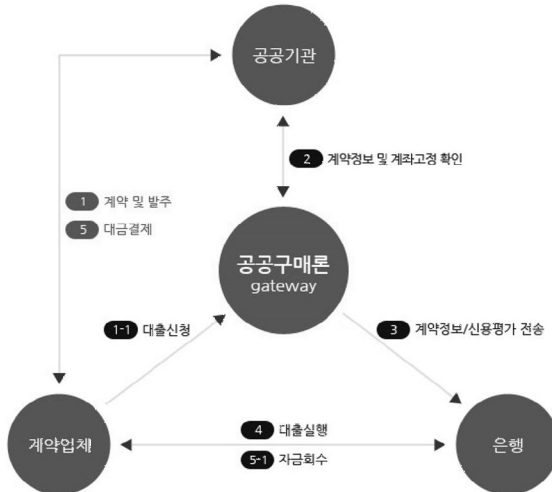 공공기관
2 계약정보 및 계좌고정 확인
1 계약 및 발주
5 대금결제
공공구매론
gateway
1-1 대출신청
3 계약정보/신용평가 전송
계약업체
4 대출실행
5-1 자금회수
은행